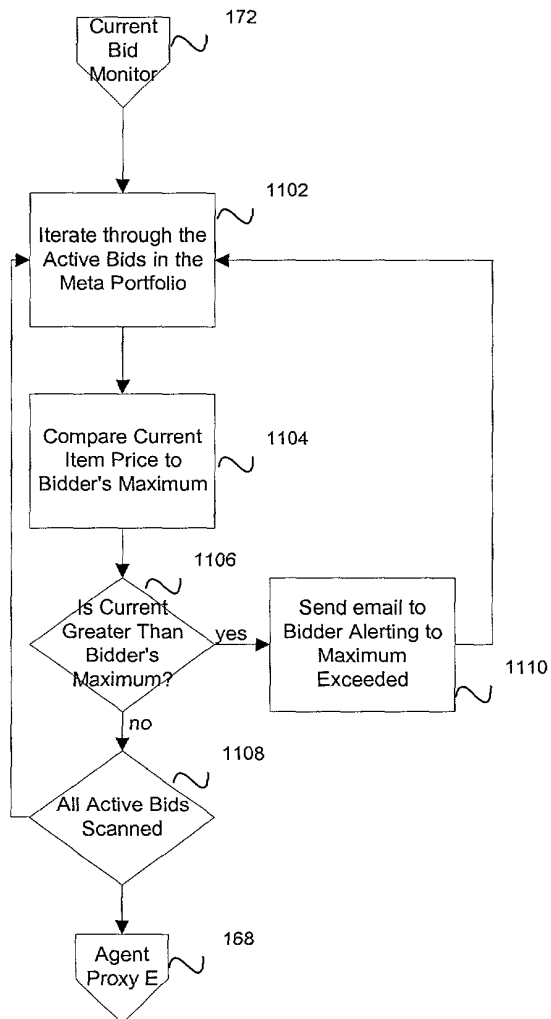 172
Current
Bid
Monitor
1102
Iterate through the
Active Bids in the
Meta Portfolio
1104
Compare Current
Item Price to
Bidder's Maximum
1106
Is Current
Greater Than
Bidder's
Maximum?
yes
Send email to
Bidder Alerting to
Maximum
Exceeded
1110
no
1108
All Active Bids
Scanned
168
Agent
Proxy E